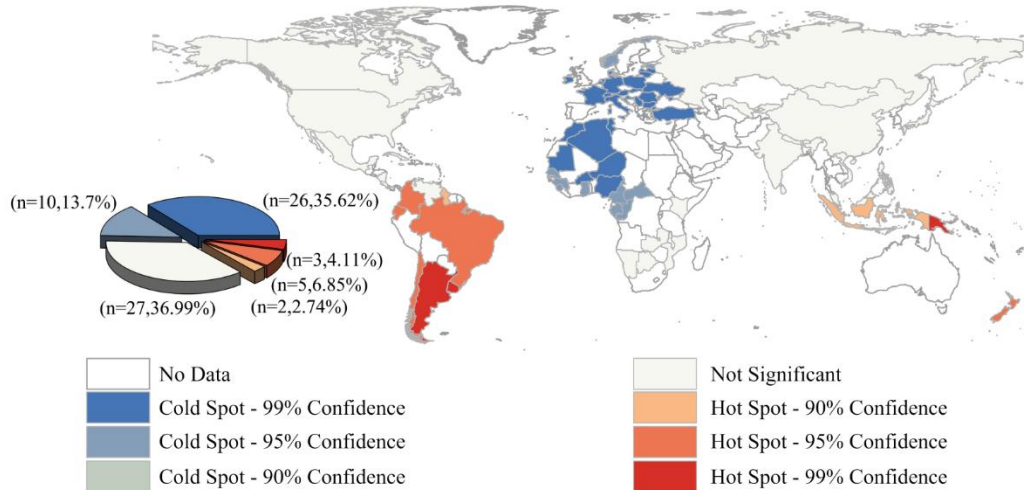 (n=10,13.7%)
(n=26,35.62%)
(n=3,4.11%)
(n=5,6.85%)
(n=27,36.99%)
(n=2,2.74%)
No Data
Not Significant
Cold Spot - 99% Confidence
Hot Spot - 90% Confidence
Cold Spot - 95% Confidence
Hot Spot - 95% Confidence
Cold Spot - 90% Confidence
Hot Spot - 99% Confidence